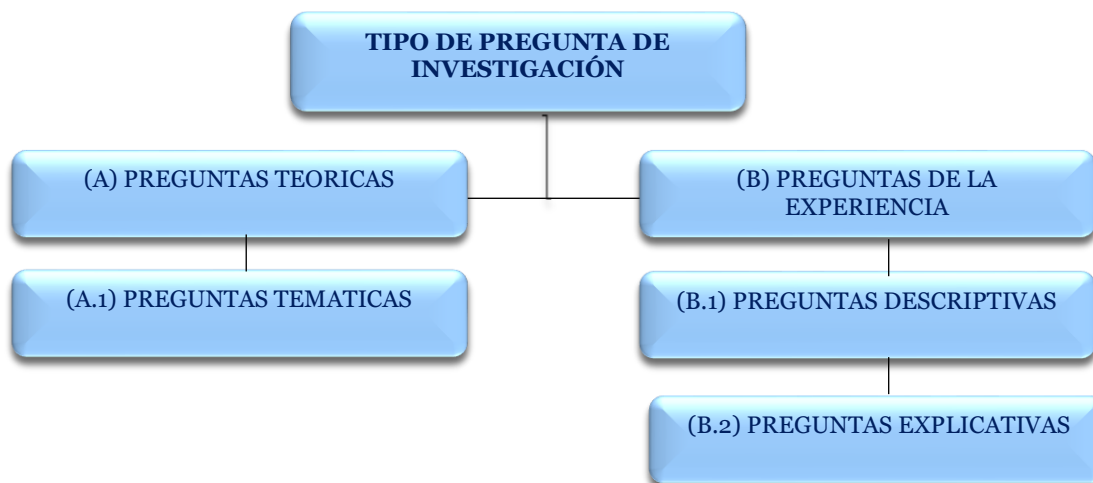 TIPO DE PREGUNTA DE
INVESTIGACIÓN
(A) PREGUNTAS TEORICAS
(B) PREGUNTAS DE LA
EXPERIENCIA
(A.1) PREGUNTAS TEMATICAS
(B.1) PREGUNTAS DESCRIPTIVAS
(B.2) PREGUNTAS EXPLICATIVAS